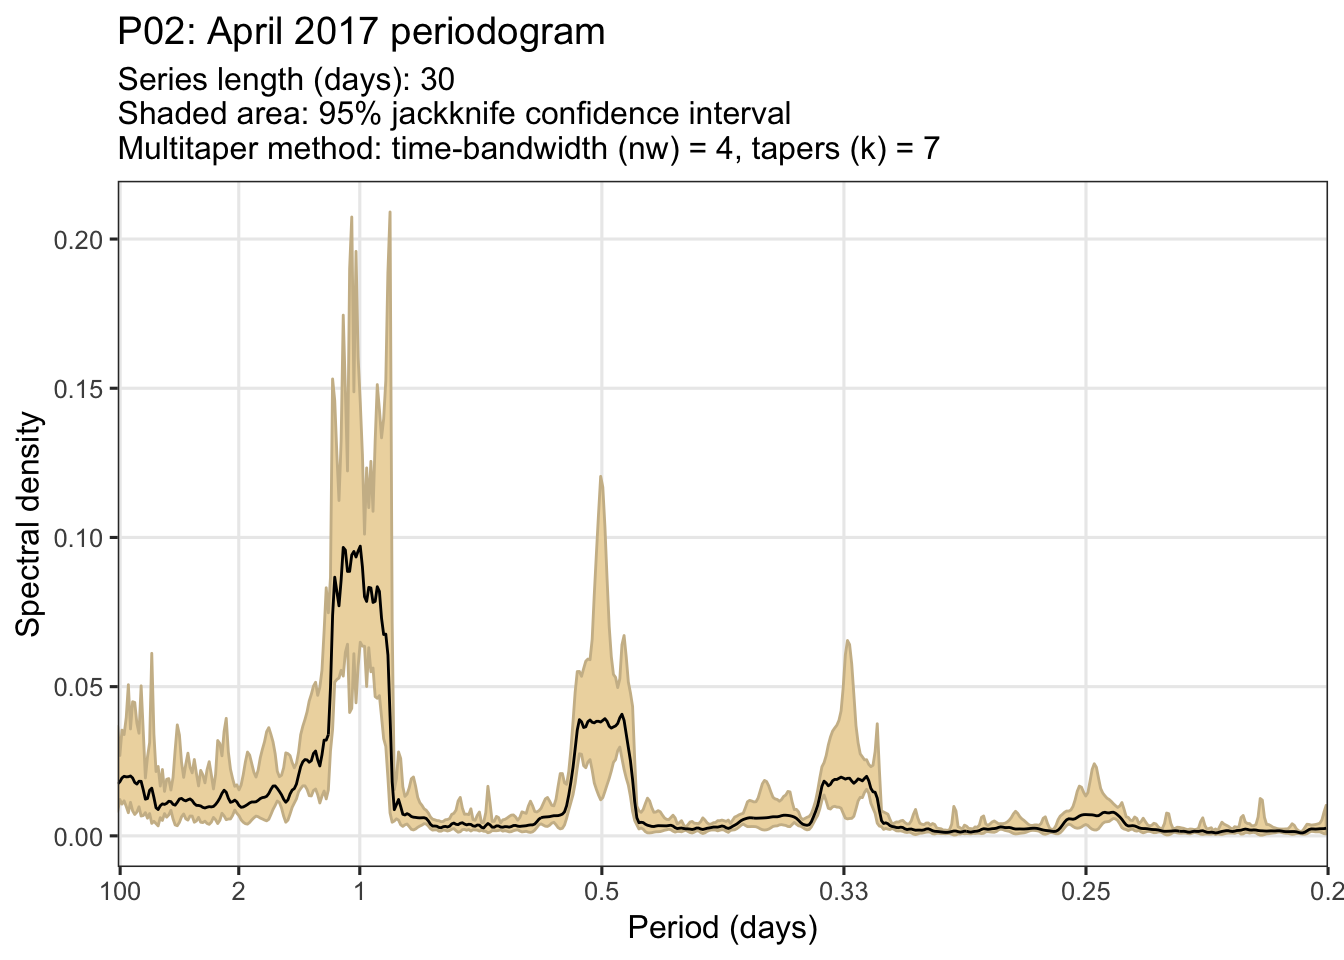 P02: April 2017 periodogram
Series length (days): 30
Shaded area: 95% jackknife confidence interval
Multitaper method: time-bandwidth (nw) = 4, tapers (k) = 7
Spectral density
0.20
0.15
0.10
0.05
0.00
100 2 1 0.5 0.33 0.25 0.2
Period (days)